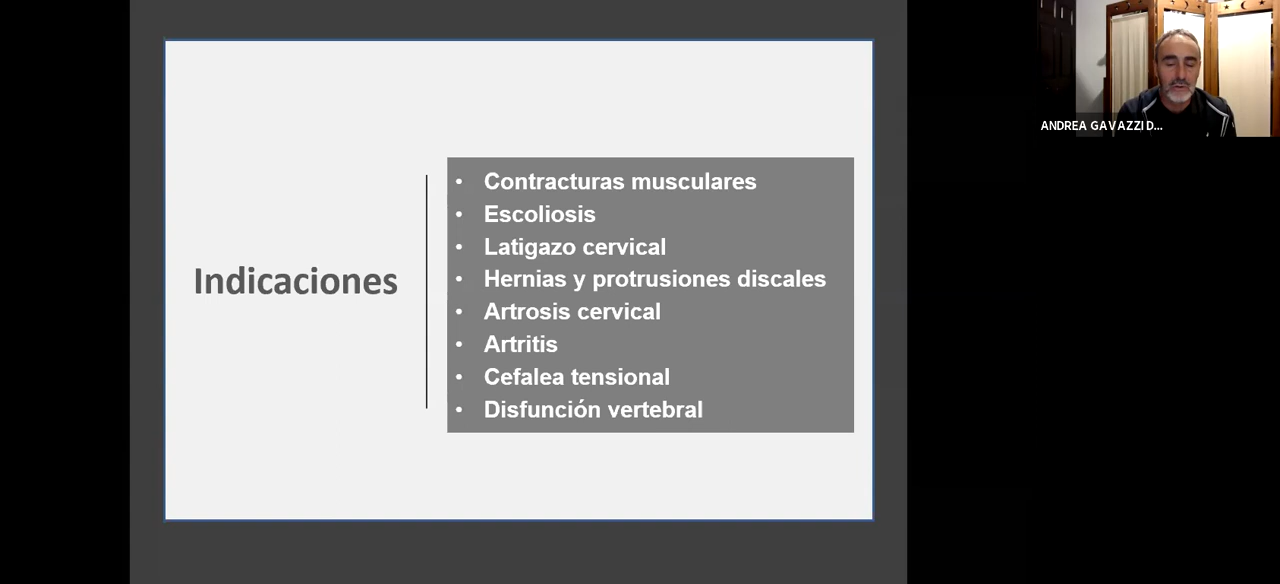 Indicaciones
• Contracturas musculares
• Escoliosis
• Latigazo cervical
• Hernias y protrusiones discales
• Artrosis cervical
• Artritis
• Cefalea tensional
• Disfunción vertebral
ANDREA GAVAZZI D...